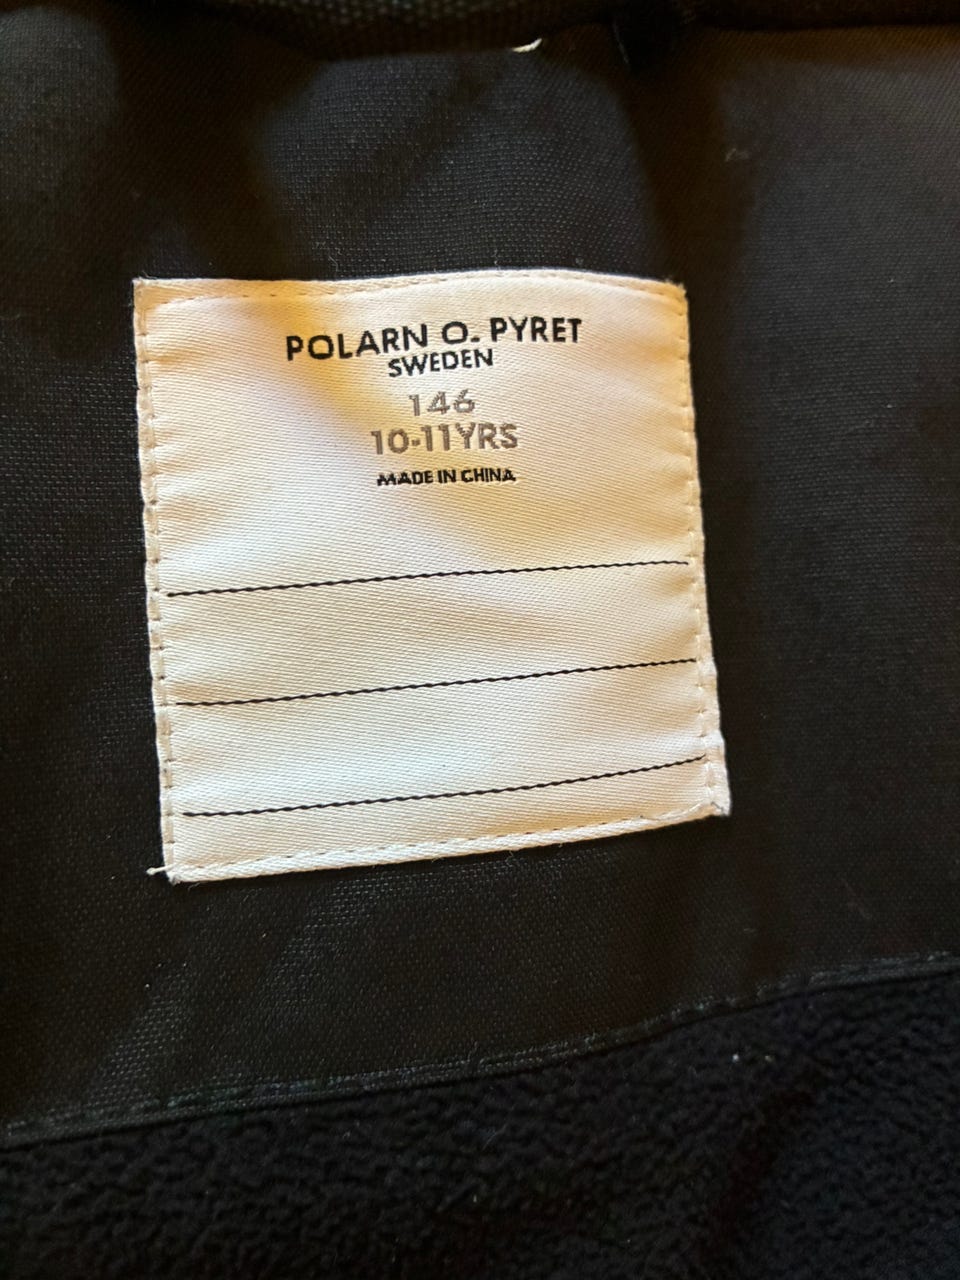 POLARN O. PYRET
SWEDEN
146
10-11YRS
MADE IN CHINA